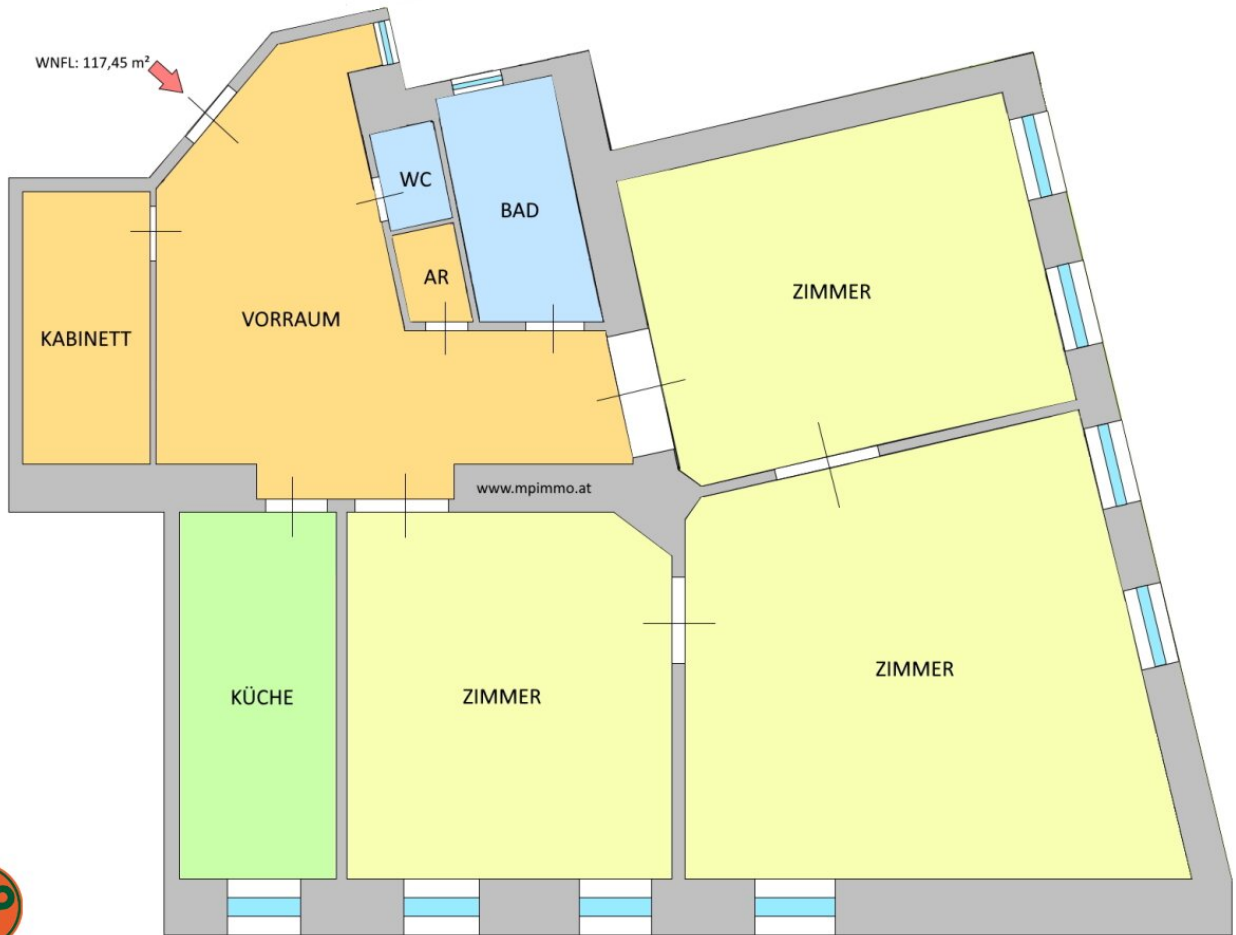 WNFL: 117,45 m²
WC
BAD
AR
ZIMMER
VORRAUM
KABINETT
www.mpimmo.at
ZIMMER
KÜCHE
ZIMMER